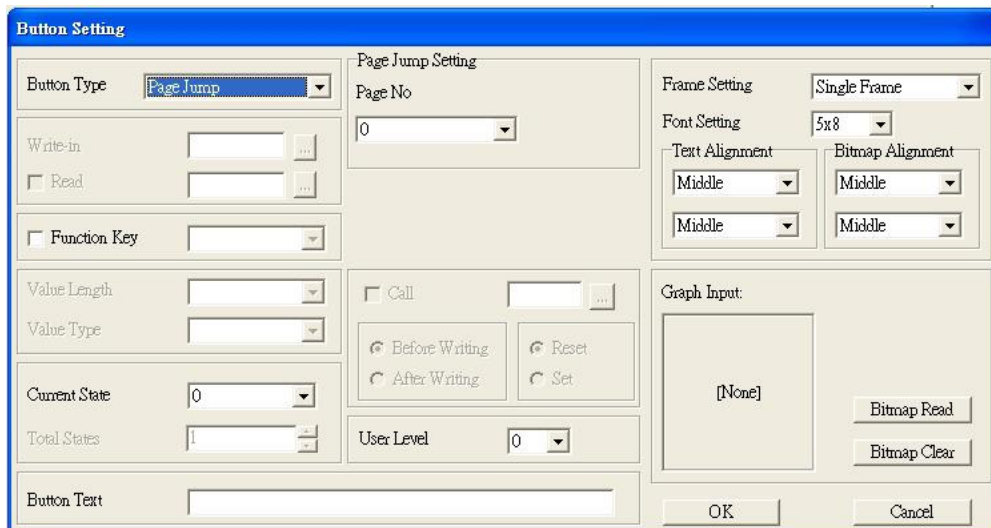 Button Setting
Button Type
Page Jump
Write-in
...
Read
...
Function Key
Value Length
Value Type
Current State
0
Total States
1
Button Text
Page Jump Setting
Page No
0
Call
...
Before Writing
After Writing
Reset
Set
User Level
0
Frame Setting
Single Frame
Font Setting
5x8
Text Alignment
Middle
Middle
Bitmap Alignment
Middle
Middle
Graph Input:
[None]
Bitmap Read
Bitmap Clear
OK
Cancel